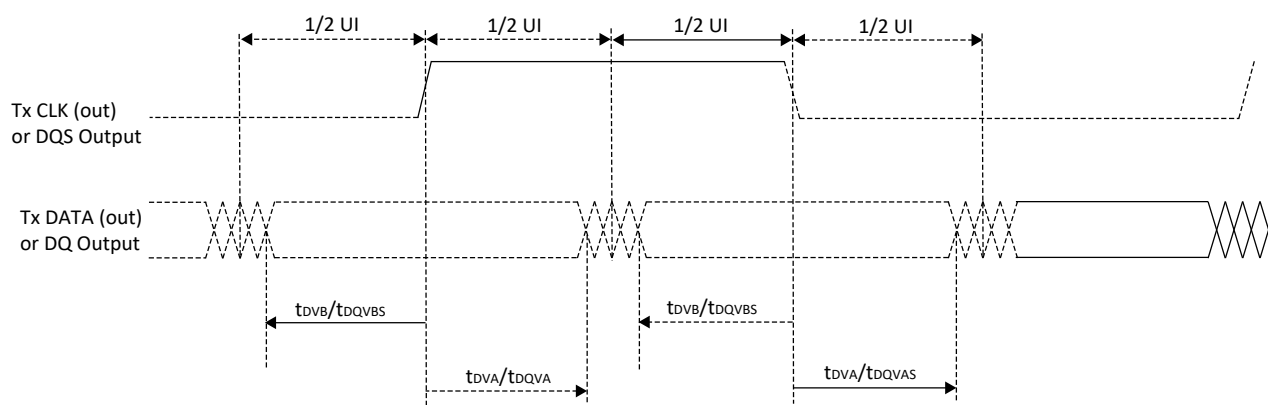 1/2 UI
1/2 UI
1/2 UI
1/2 UI
Tx CLK (out)
or DQS Output
Tx DATA (out)
or DQ Output
tDVB/tDQVBS
tDVB/tDQVBS
tDVA/tDQVA
tDVA/tDQVAS